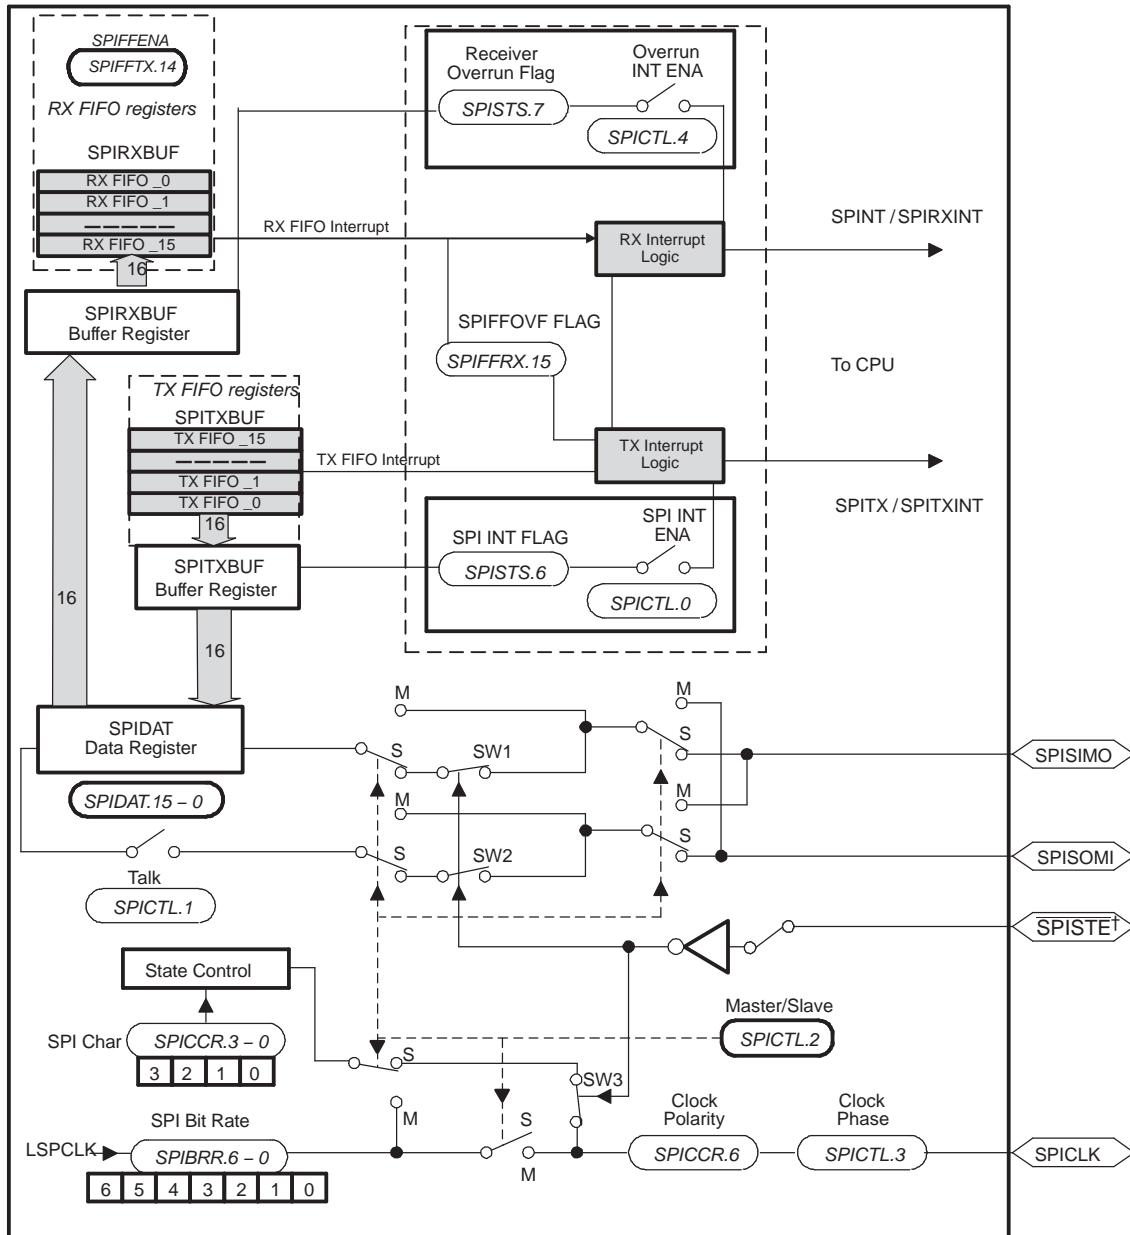 SPIFFENA
SPIFFTX.14
RX FIFO registers
SPIRXBUF
RX FIFO _0
RX FIFO _1
– – – – –
RX FIFO _15
16
SPIRXBUF
Buffer Register
Receiver
Overrun Flag
SPISTS.7
Overrun
INT ENA
SPICTL.4
RX FIFO Interrupt
RX Interrupt
Logic
SPINT / SPIRXINT
SPIFFOVF FLAG
SPIFFRX.15
To CPU
TX FIFO registers
SPITXBUF
TX FIFO _15
– – – – –
TX FIFO _1
TX FIFO _0
16
TX FIFO Interrupt
TX Interrupt
Logic
SPITX / SPITXINT
SPITXBUF
Buffer Register
SPI INT FLAG
SPISTS.6
SPI INT
ENA
SPICTL.0
16
16
SPIDAT
Data Register
SPIDAT.15 – 0
M
S
SW1
M
S
SPISIMO
M
S
SW2
M
S
SPISOMI
Talk
SPICTL.1
SPISTE†
State Control
Master/Slave
SPICTL.2
SPI Char
SPICCR.3 – 0
3 2 1 0
S
M
SW3
SPI Bit Rate
LSPCLK
SPIBRR.6 – 0
6 5 4 3 2 1 0
S
M
Clock
Polarity
SPICCR.6
Clock
Phase
SPICTL.3
SPICLK